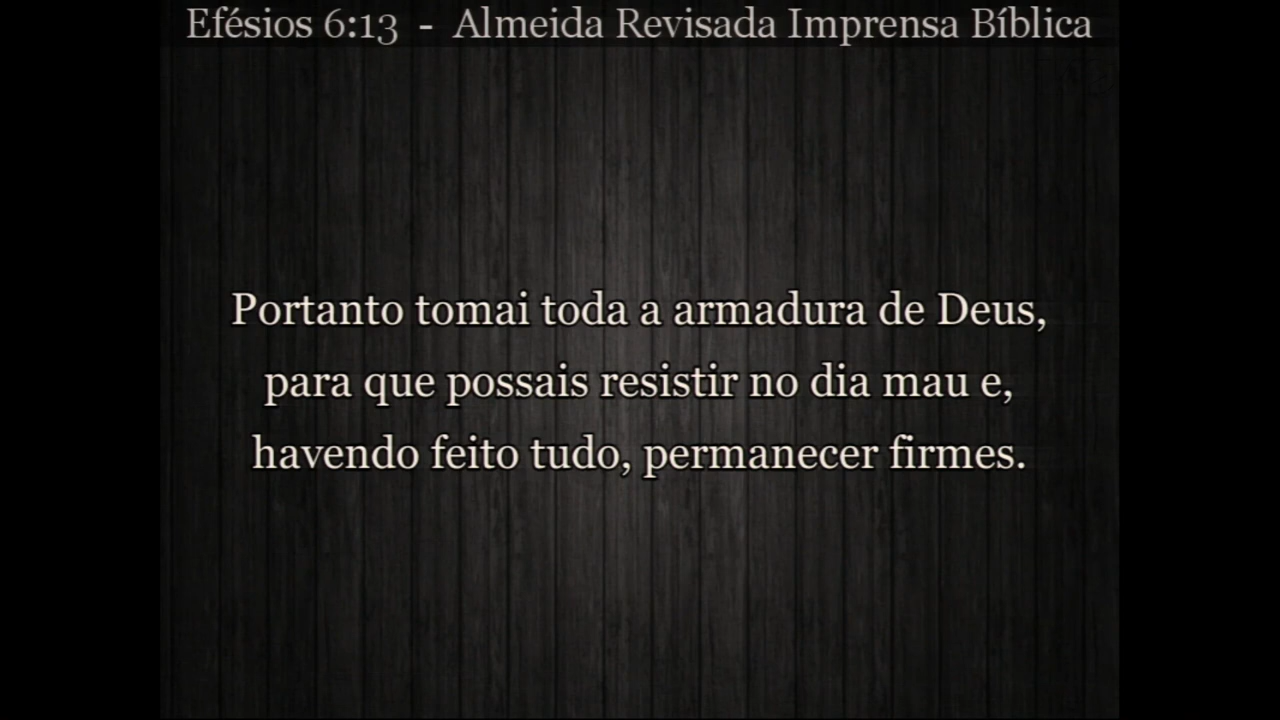 Efésios 6:13 - Almeida Revisada Imprensa Bíblica
Portanto tomai toda a armadura de Deus,
para que possais resistir no dia mau e,
havendo feito tudo, permanecer firmes.